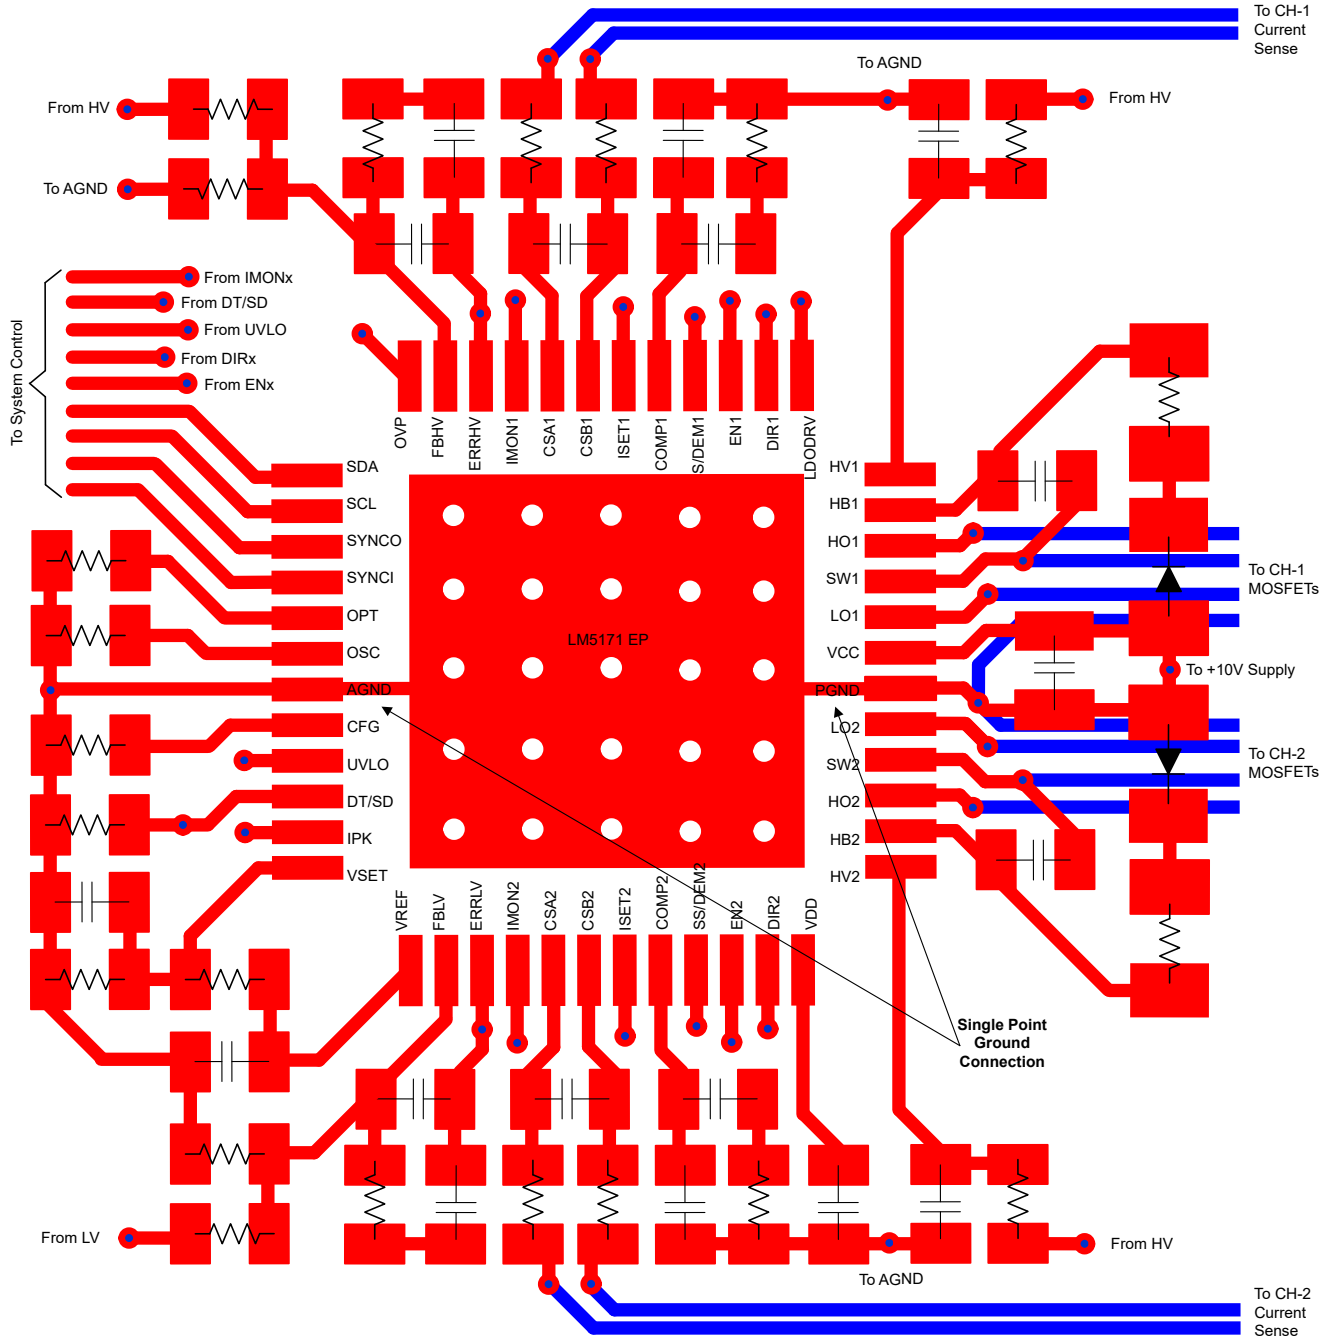 To CH-1
Current
Sense
To AGND
From HV
From HV
To AGND
From IMONx
From DT/SD
From UVLO
From DIRx
From ENx
To System Control
OVP
FBHV
ERRHV
IMON1
CSA1
CSB1
ISET1
COMP1
S/DEM1
EN1
DIR1
LDODRV
SDA
SCL
SYNCO
SYNCI
OPT
OSC
AGND
CFG
UVLO
DT/SD
IPK
VSET
LM5171 EP
HV1
HB1
HO1
SW1
LO1
VCC
PGND
LO2
SW2
HO2
HB2
HV2
To CH-1
MOSFETs
To +10V Supply
To CH-2
MOSFETs
VREF
FBLV
ERRLV
IMON2
CSA2
CSB2
ISET2
COMP2
SS/DEM2
EN2
DIR2
VDD
Single Point
Ground
Connection
From LV
From HV
To AGND
To CH-2
Current
Sense